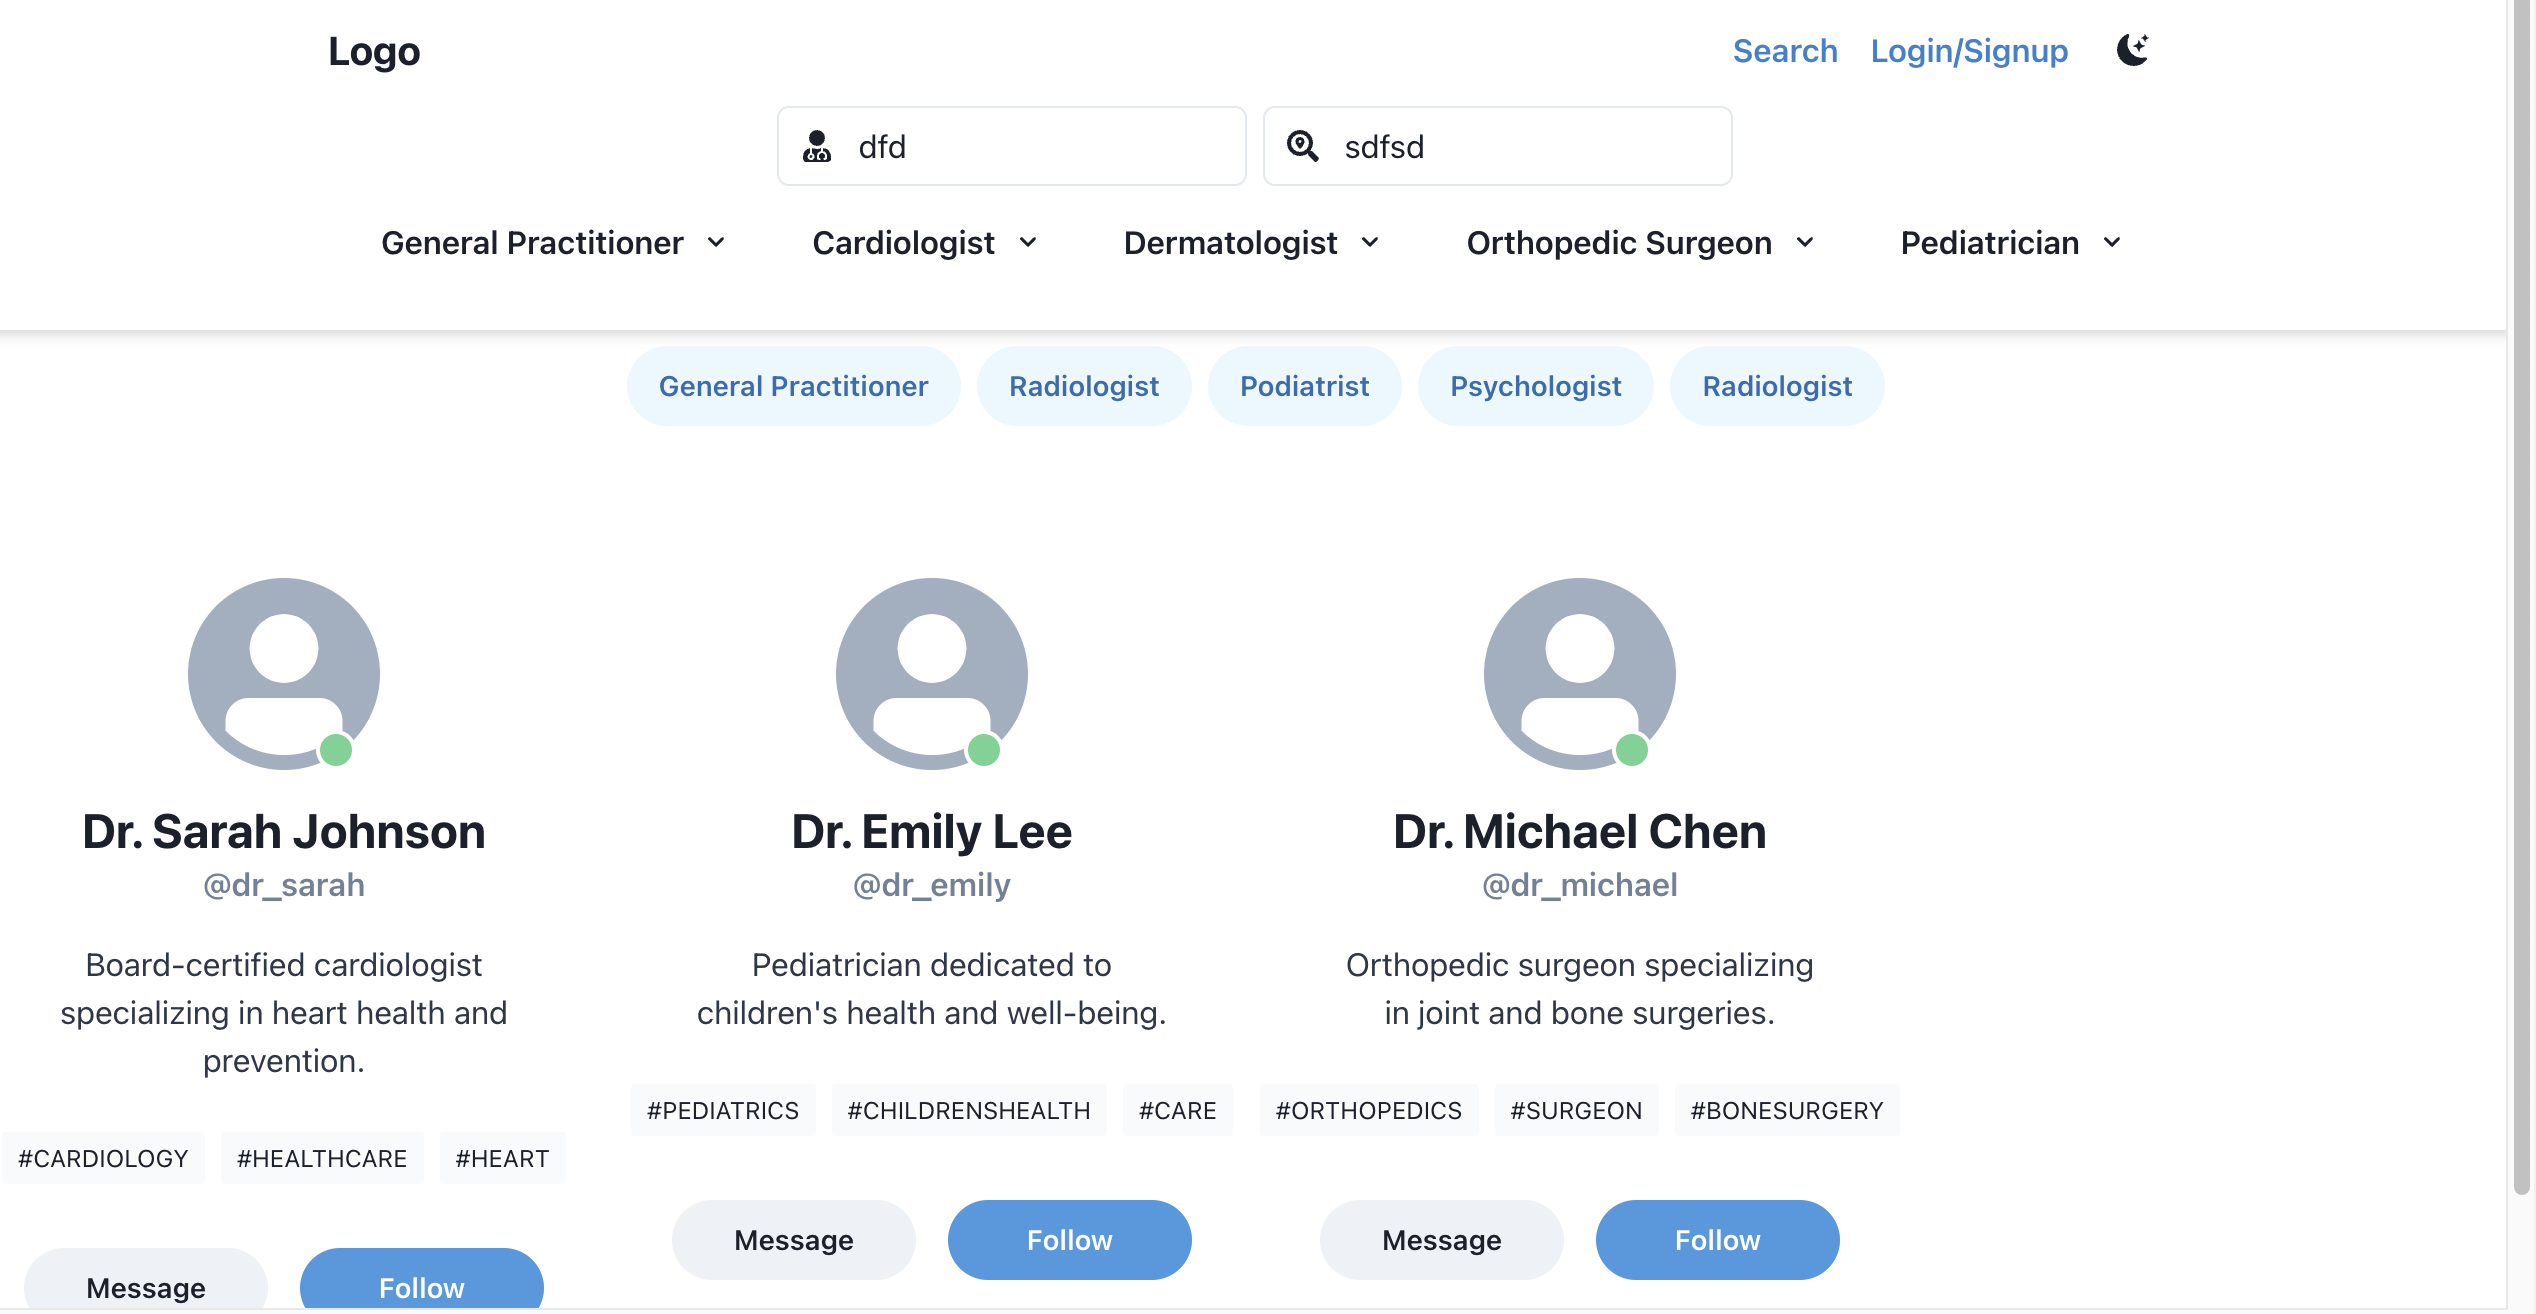 Logo
Search Login/Signup
dfd sdfsd
General Practitioner Cardiologist Dermatologist Orthopedic Surgeon Pediatrician
General Practitioner Radiologist Podiatrist Psychologist Radiologist
Dr. Sarah Johnson
@dr_sarah
Board-certified cardiologist
specializing in heart health and
prevention.
#CARDIOLOGY #HEALTHCARE #HEART
Message Follow
Dr. Emily Lee
@dr_emily
Pediatrician dedicated to
children's health and well-being.
#PEDIATRICS #CHILDRENSHEALTH #CARE
Message Follow
Dr. Michael Chen
@dr_michael
Orthopedic surgeon specializing
in joint and bone surgeries.
#ORTHOPEDICS #SURGEON #BONESURGERY
Message Follow